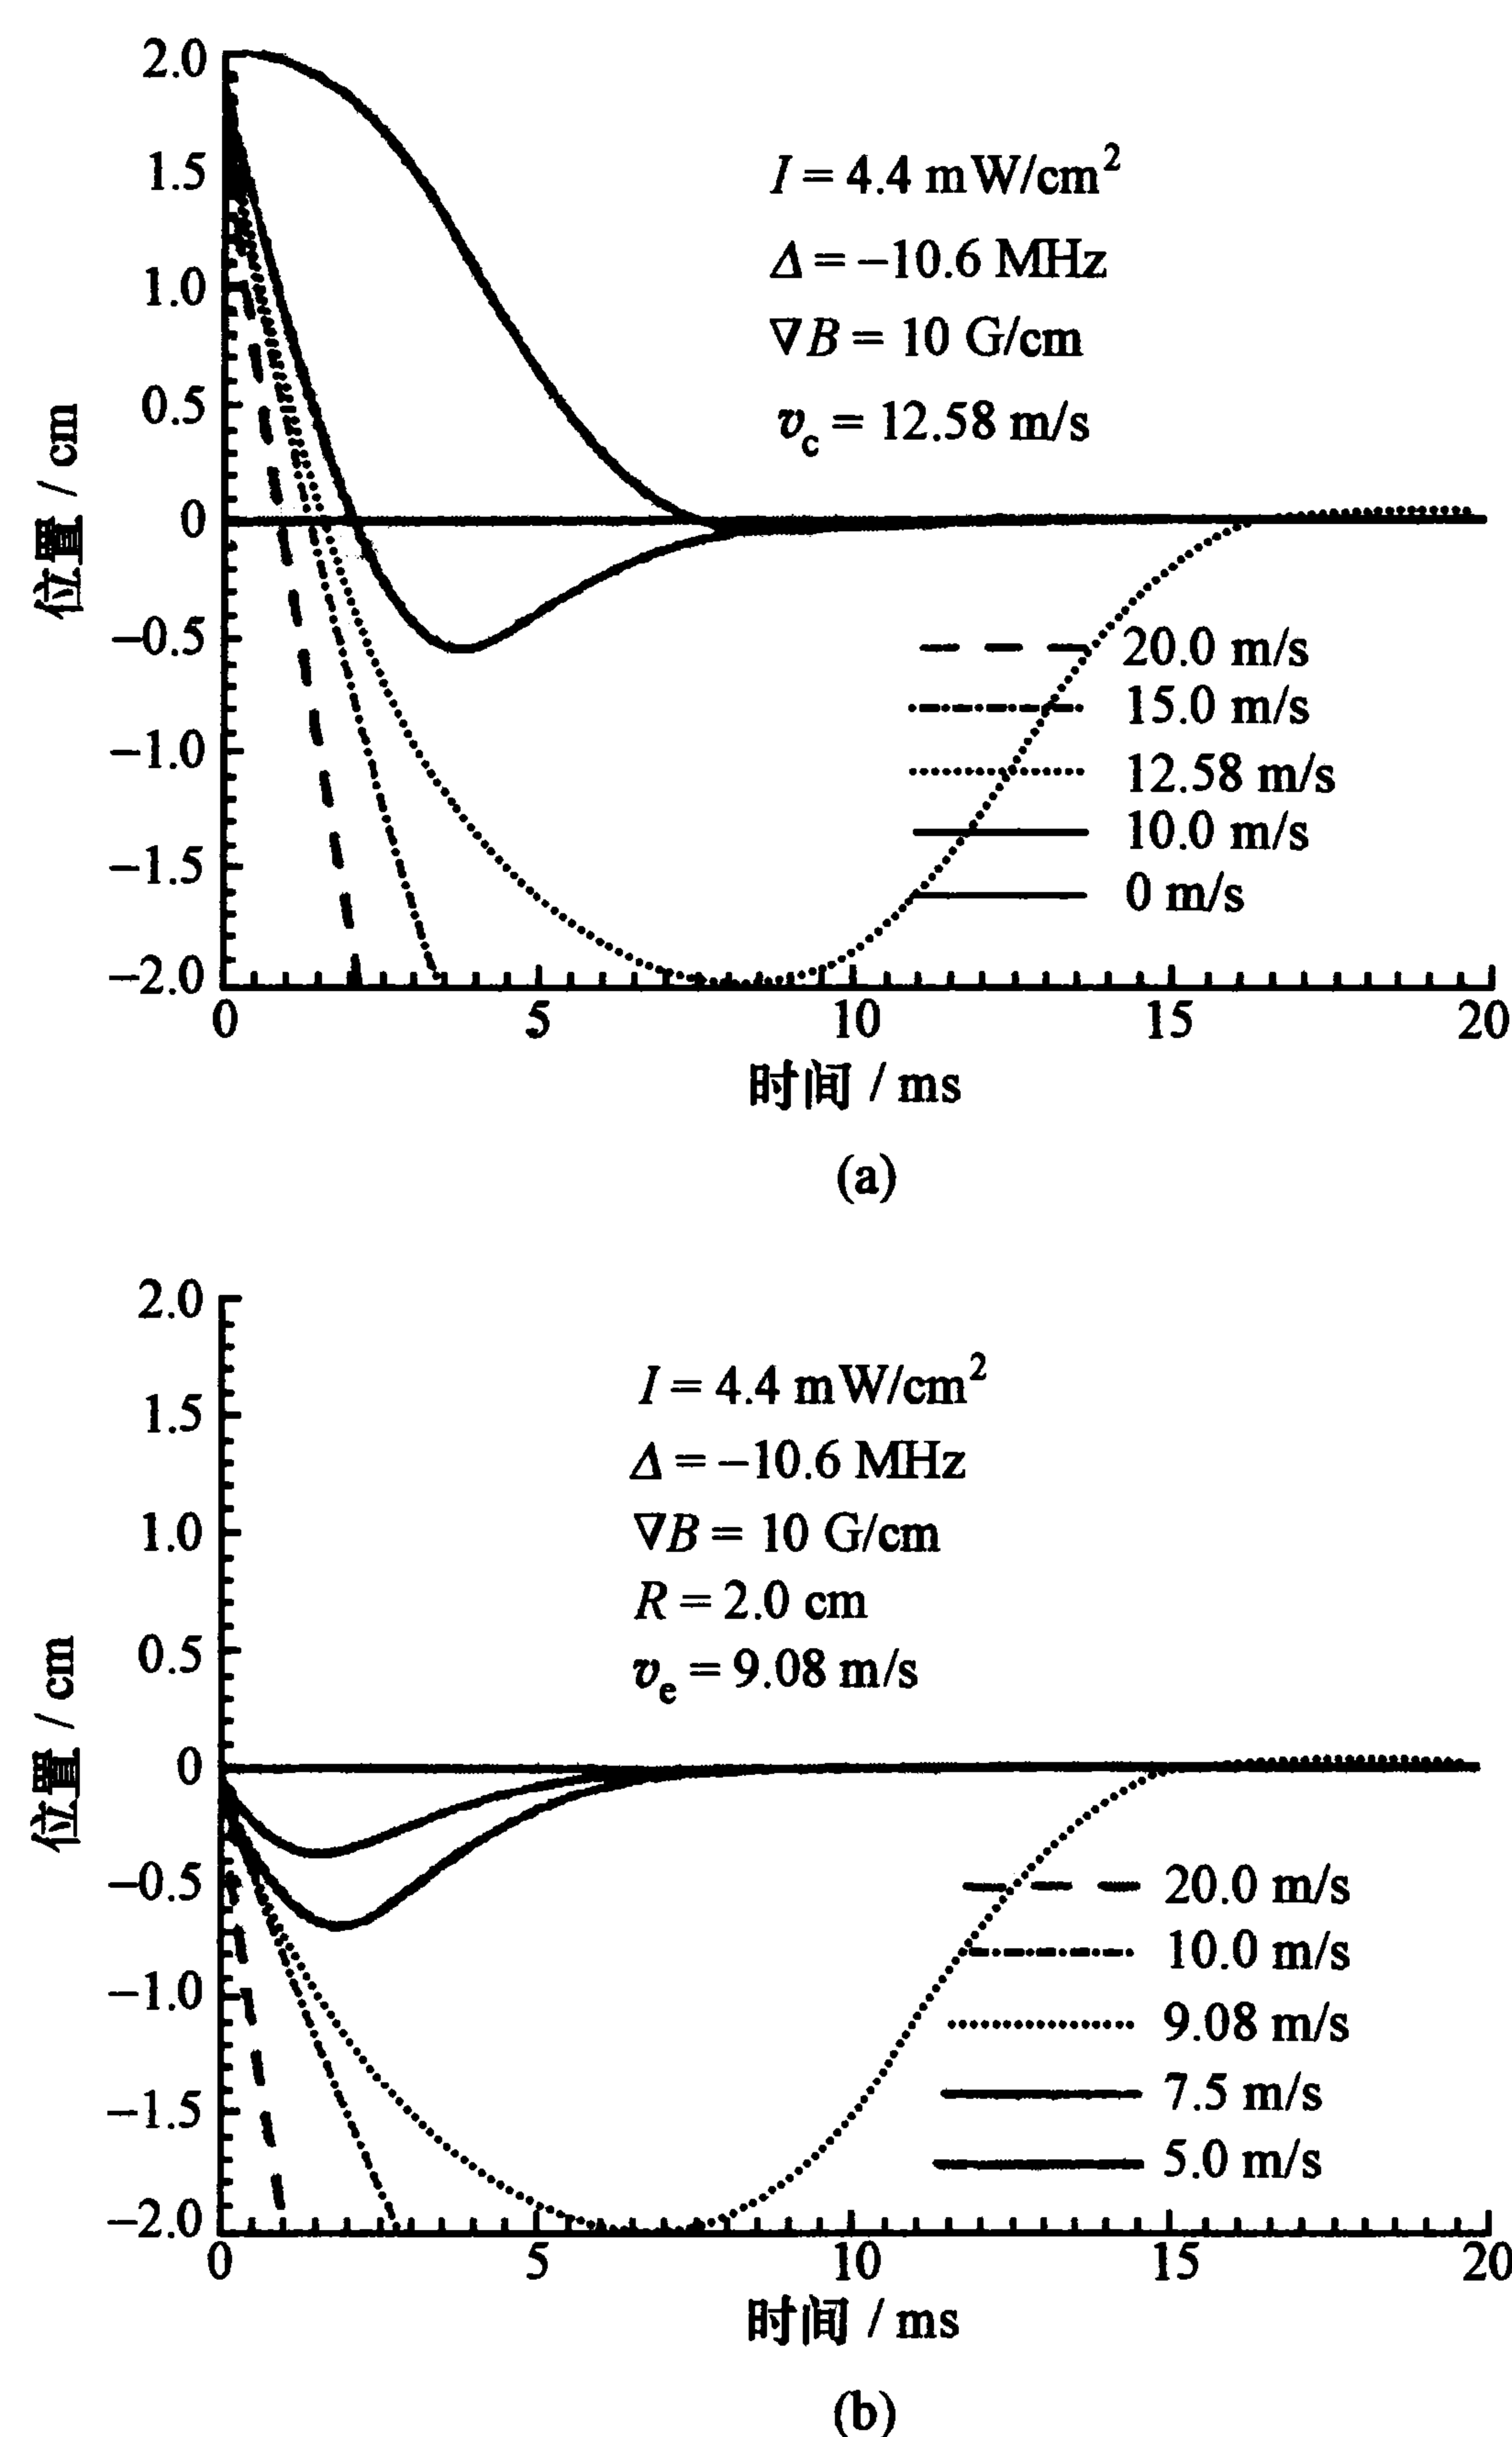 2.0
1.5
1.0
0.5
0
−0.5
−1.0
−1.5
−2.0
位置 / cm
I = 4.4 mW/cm²
Δ = −10.6 MHz
∇B = 10 G/cm
v_c = 12.58 m/s
20.0 m/s
15.0 m/s
12.58 m/s
10.0 m/s
0 m/s
0 5 10 15 20
时间 / ms
(a)
2.0
1.5
1.0
0.5
0
−0.5
−1.0
−1.5
−2.0
位置 / cm
I = 4.4 mW/cm²
Δ = −10.6 MHz
∇B = 10 G/cm
R = 2.0 cm
v_e = 9.08 m/s
20.0 m/s
10.0 m/s
9.08 m/s
7.5 m/s
5.0 m/s
0 5 10 15 20
时间 / ms
(b)